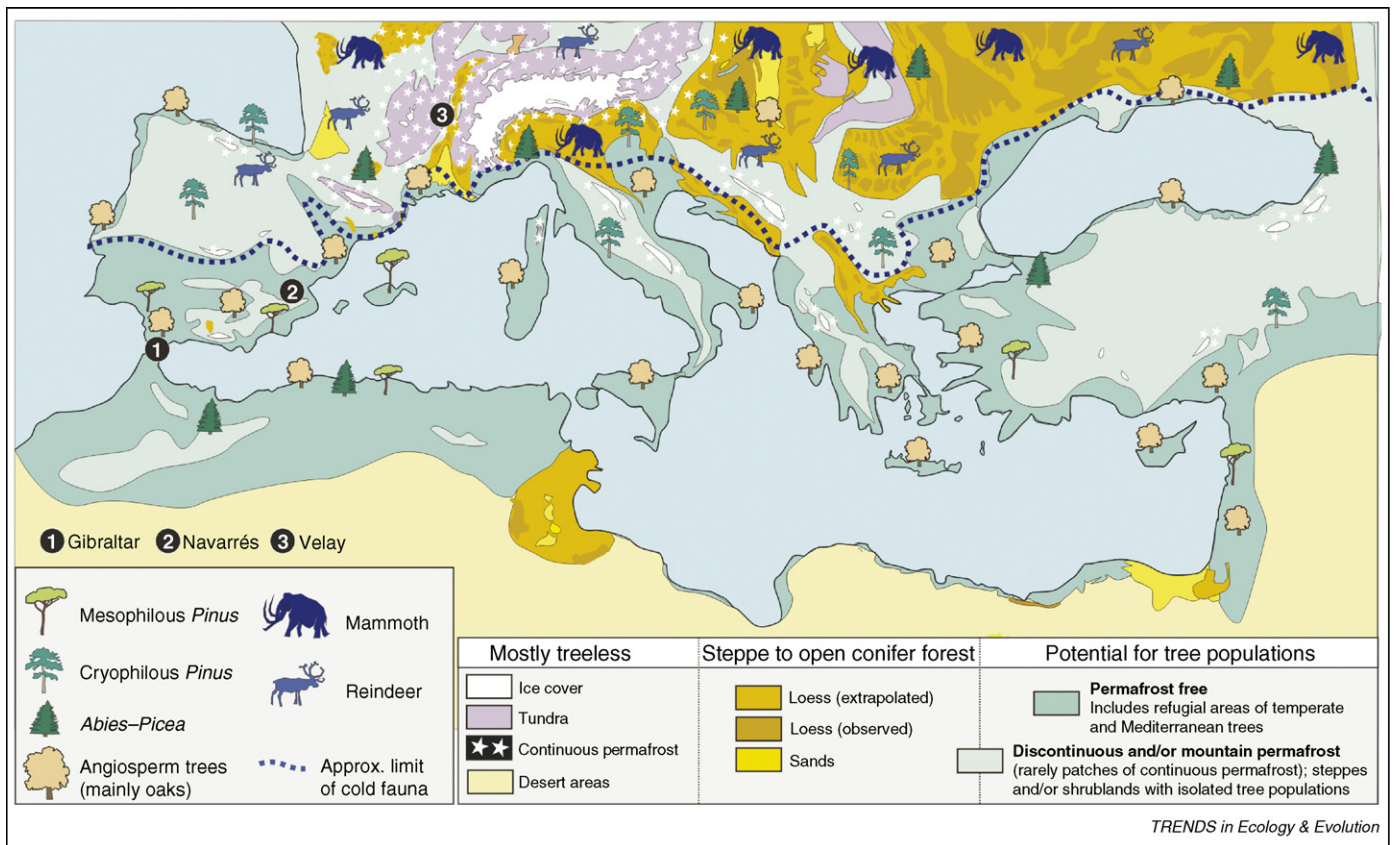 3
2
1
1 Gibraltar 2 Navarrés 3 Velay
Mesophilous Pinus
Cryophilous Pinus
Abies–Picea
Angiosperm trees
(mainly oaks)
Mammoth
Reindeer
Approx. limit
of cold fauna
Mostly treeless
Ice cover
Tundra
Continuous permafrost
Desert areas
Steppe to open conifer forest
Loess (extrapolated)
Loess (observed)
Sands
Potential for tree populations
Permafrost free
Includes refugial areas of temperate
and Mediterranean trees
Discontinuous and/or mountain permafrost
(rarely patches of continuous permafrost); steppes
and/or shrublands with isolated tree populations
TRENDS in Ecology & Evolution